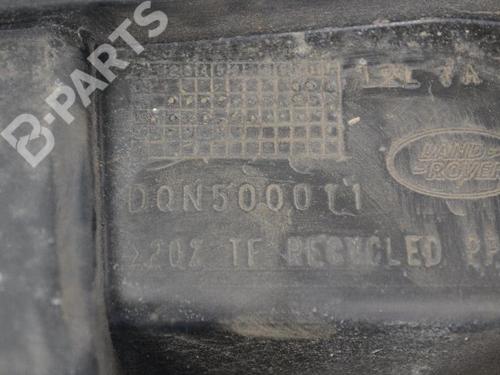 B-PARTS
LAND-
ROVER
DQN500011
>20% TF RECYCLED PP